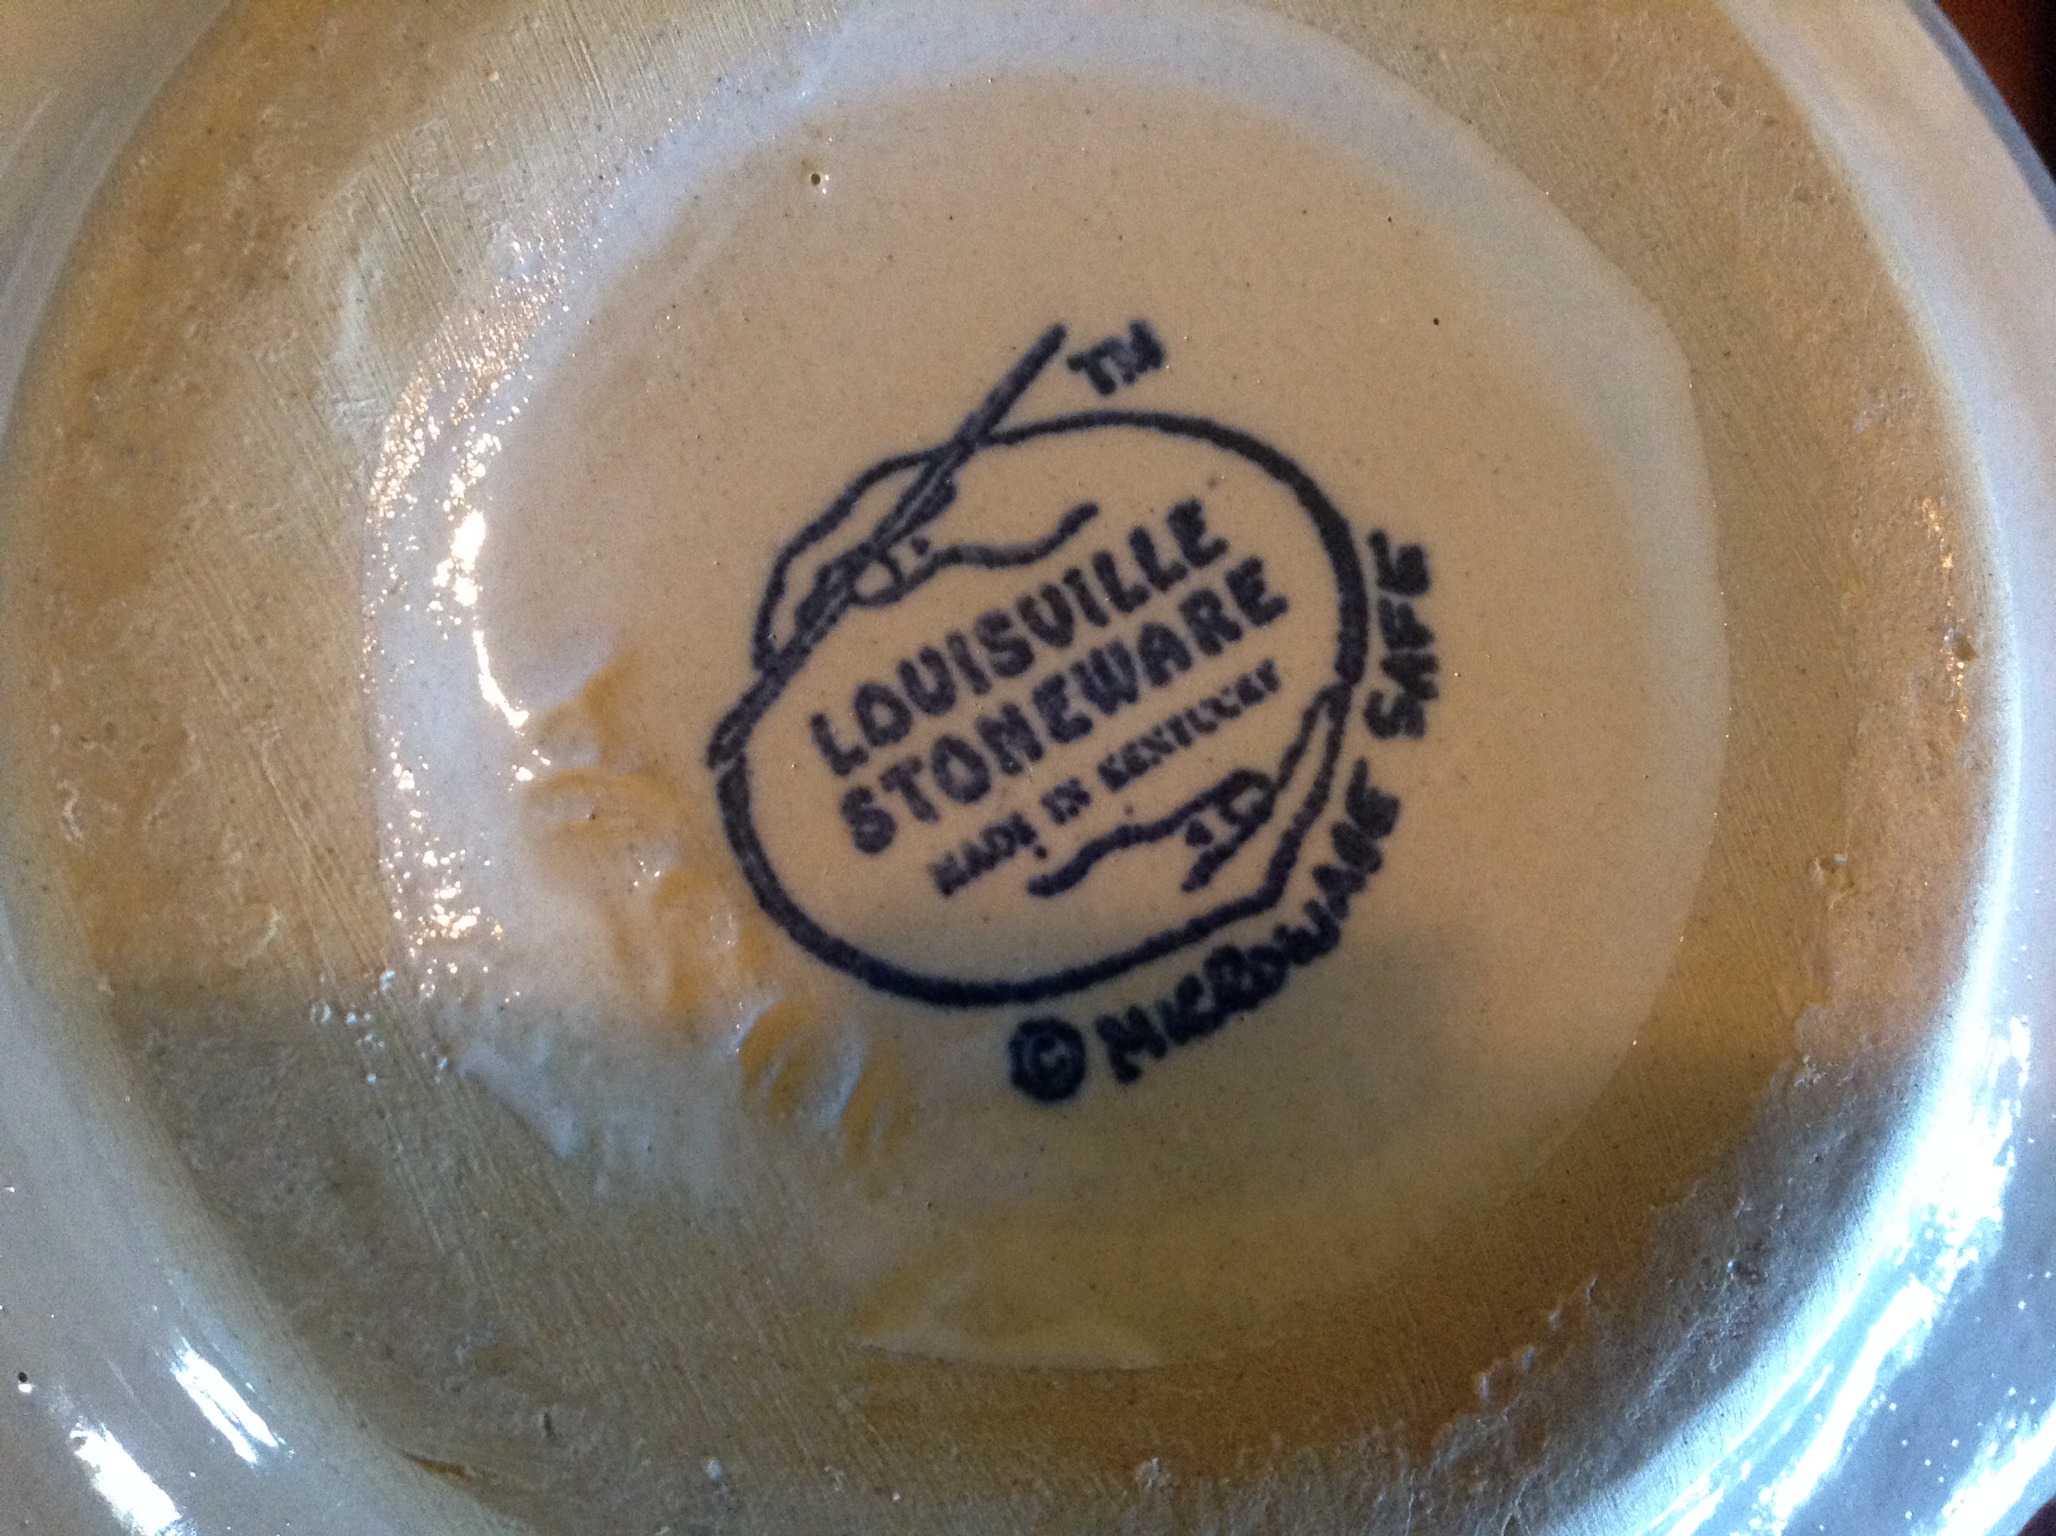 TM
LOUISVILLE
STONEWARE
MADE IN KENTUCKY
© MICROWAVE SAFE